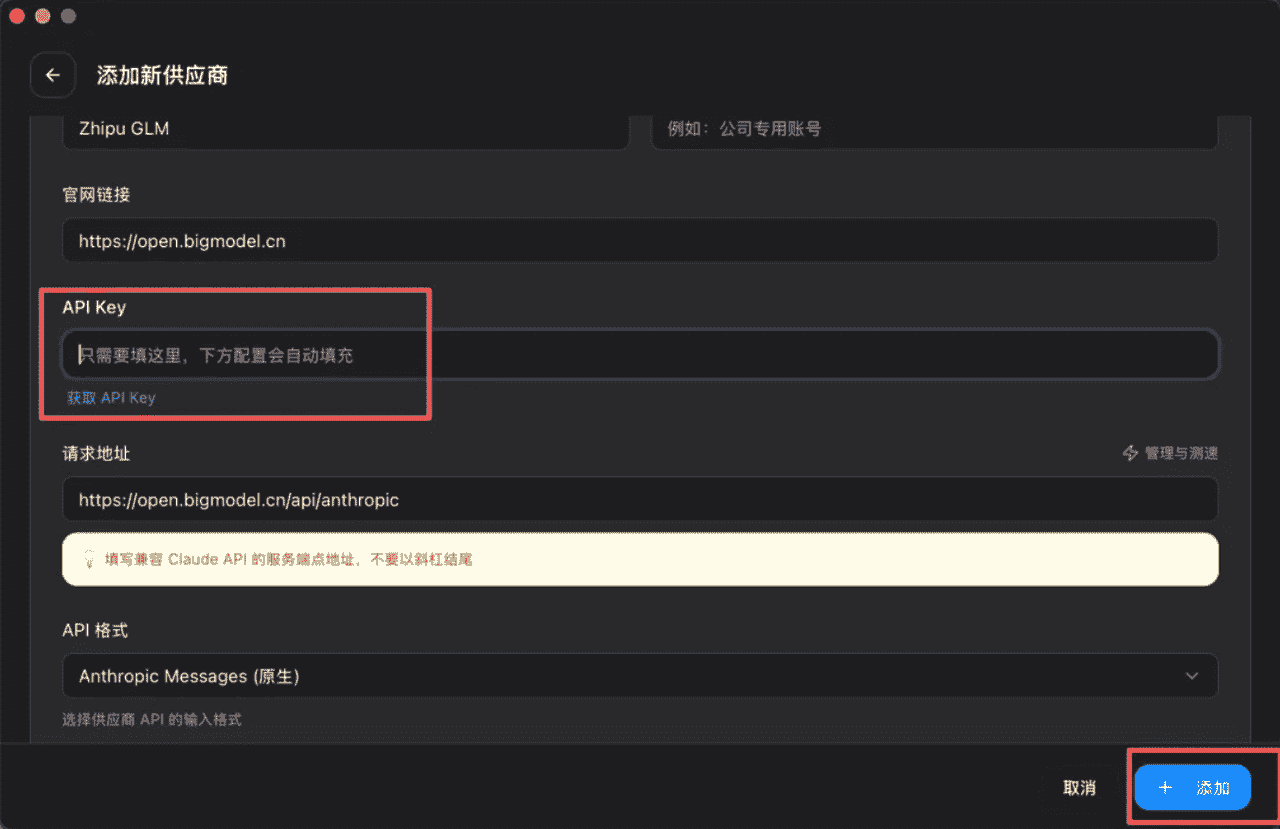 添加新供应商
Zhipu GLM
例如：公司专用账号
官网链接
https://open.bigmodel.cn
API Key
只需要填这里，下方配置会自动填充
获取 API Key
请求地址
管理与测速
https://open.bigmodel.cn/api/anthropic
填写兼容 Claude API 的服务端点地址，不要以斜杠结尾
API 格式
Anthropic Messages (原生)
选择供应商 API 的输入格式
取消
+ 添加